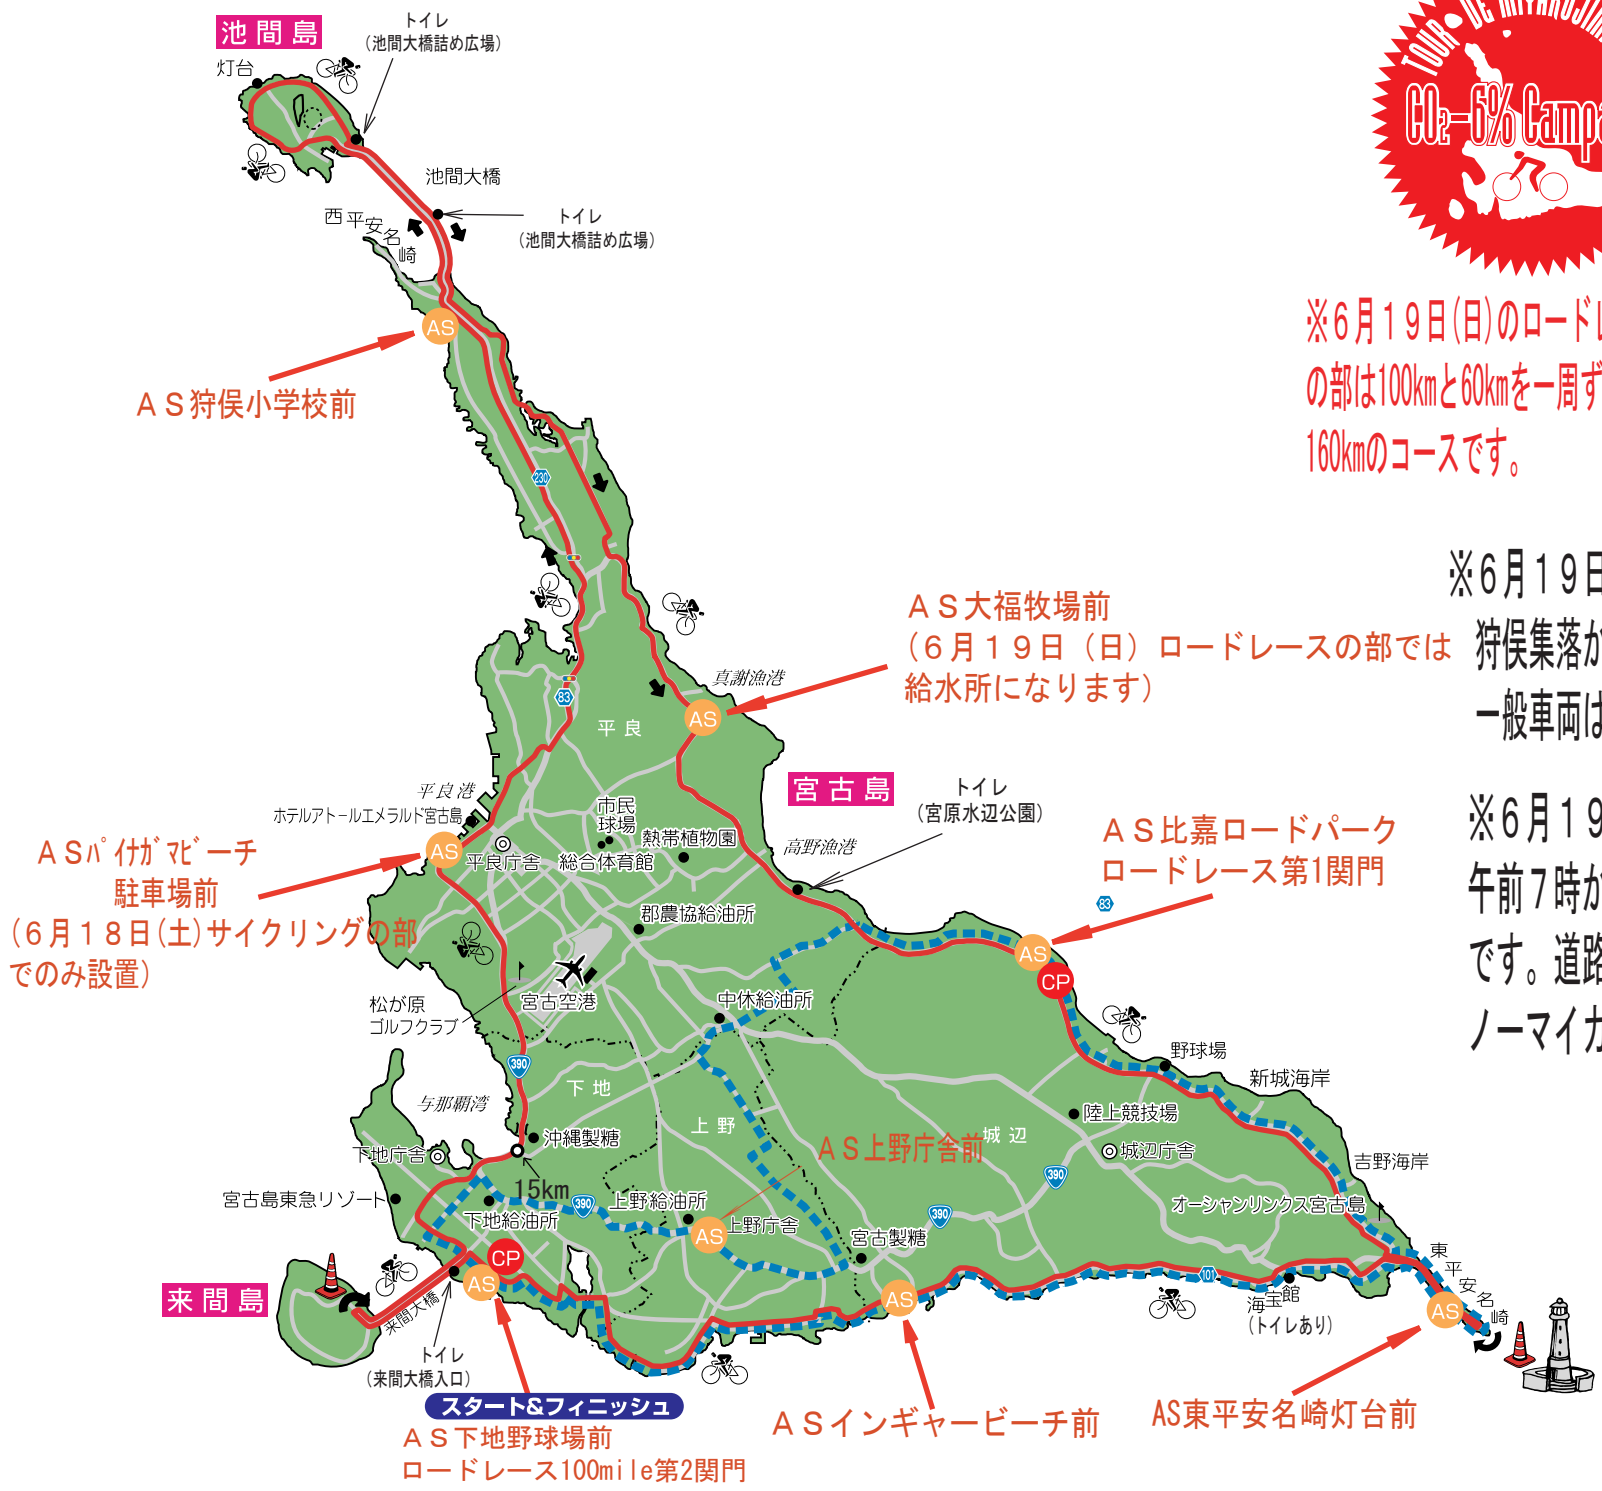 池間島
トイレ
（池間大橋詰め広場）
灯台
池間大橋
西平安名崎
トイレ
（池間大橋詰め広場）
AS
ＡＳ狩俣小学校前
TOUR・DE MIYAKOJIM
CO₂-6% Campa
※６月１９日(日)のロードレ
の部は100kmと60kmを一周ず
160kmのコースです。
230
※６月１９日
狩俣集落か
一般車両は
ＡＳ大福牧場前
（６月１９日（日）ロードレースの部では
給水所になります）
真謝漁港
AS
83
平良
平良港
ホテルアトールエメラルド宮古島
宮古島
トイレ
（宮原水辺公園）
市民
球場
熱帯植物園
高野漁港
AS
平良庁舎
総合体育館
ＡＳﾊﾟｲﾅｶﾞﾏビーチ
駐車場前
（６月１８日(土)サイクリングの部
でのみ設置）
ＡＳ比嘉ロードパーク
ロードレース第1関門
83
※６月１９
午前７時か
です。道路
ノーマイカ
郡農協給油所
AS
CP
松が原
ゴルフクラブ
宮古空港
中休給油所
390
下地
与那覇湾
野球場
新城海岸
沖縄製糖
上野
陸上競技場
城辺
城辺庁舎
ＡＳ上野庁舎前
下地庁舎
15km
吉野海岸
390
宮古島東急リゾート
下地給油所
390
上野給油所
オーシャンリンクス宮古島
390
AS
上野庁舎
宮古製糖
CP
AS
来間島
来間大橋
トイレ
（来間大橋入口）
AS
101
海宝館
（トイレあり）
東平安名崎
AS
スタート&フィニッシュ
ＡＳ下地野球場前
ロードレース100mile第2関門
ＡＳインギャービーチ前
AS東平安名崎灯台前